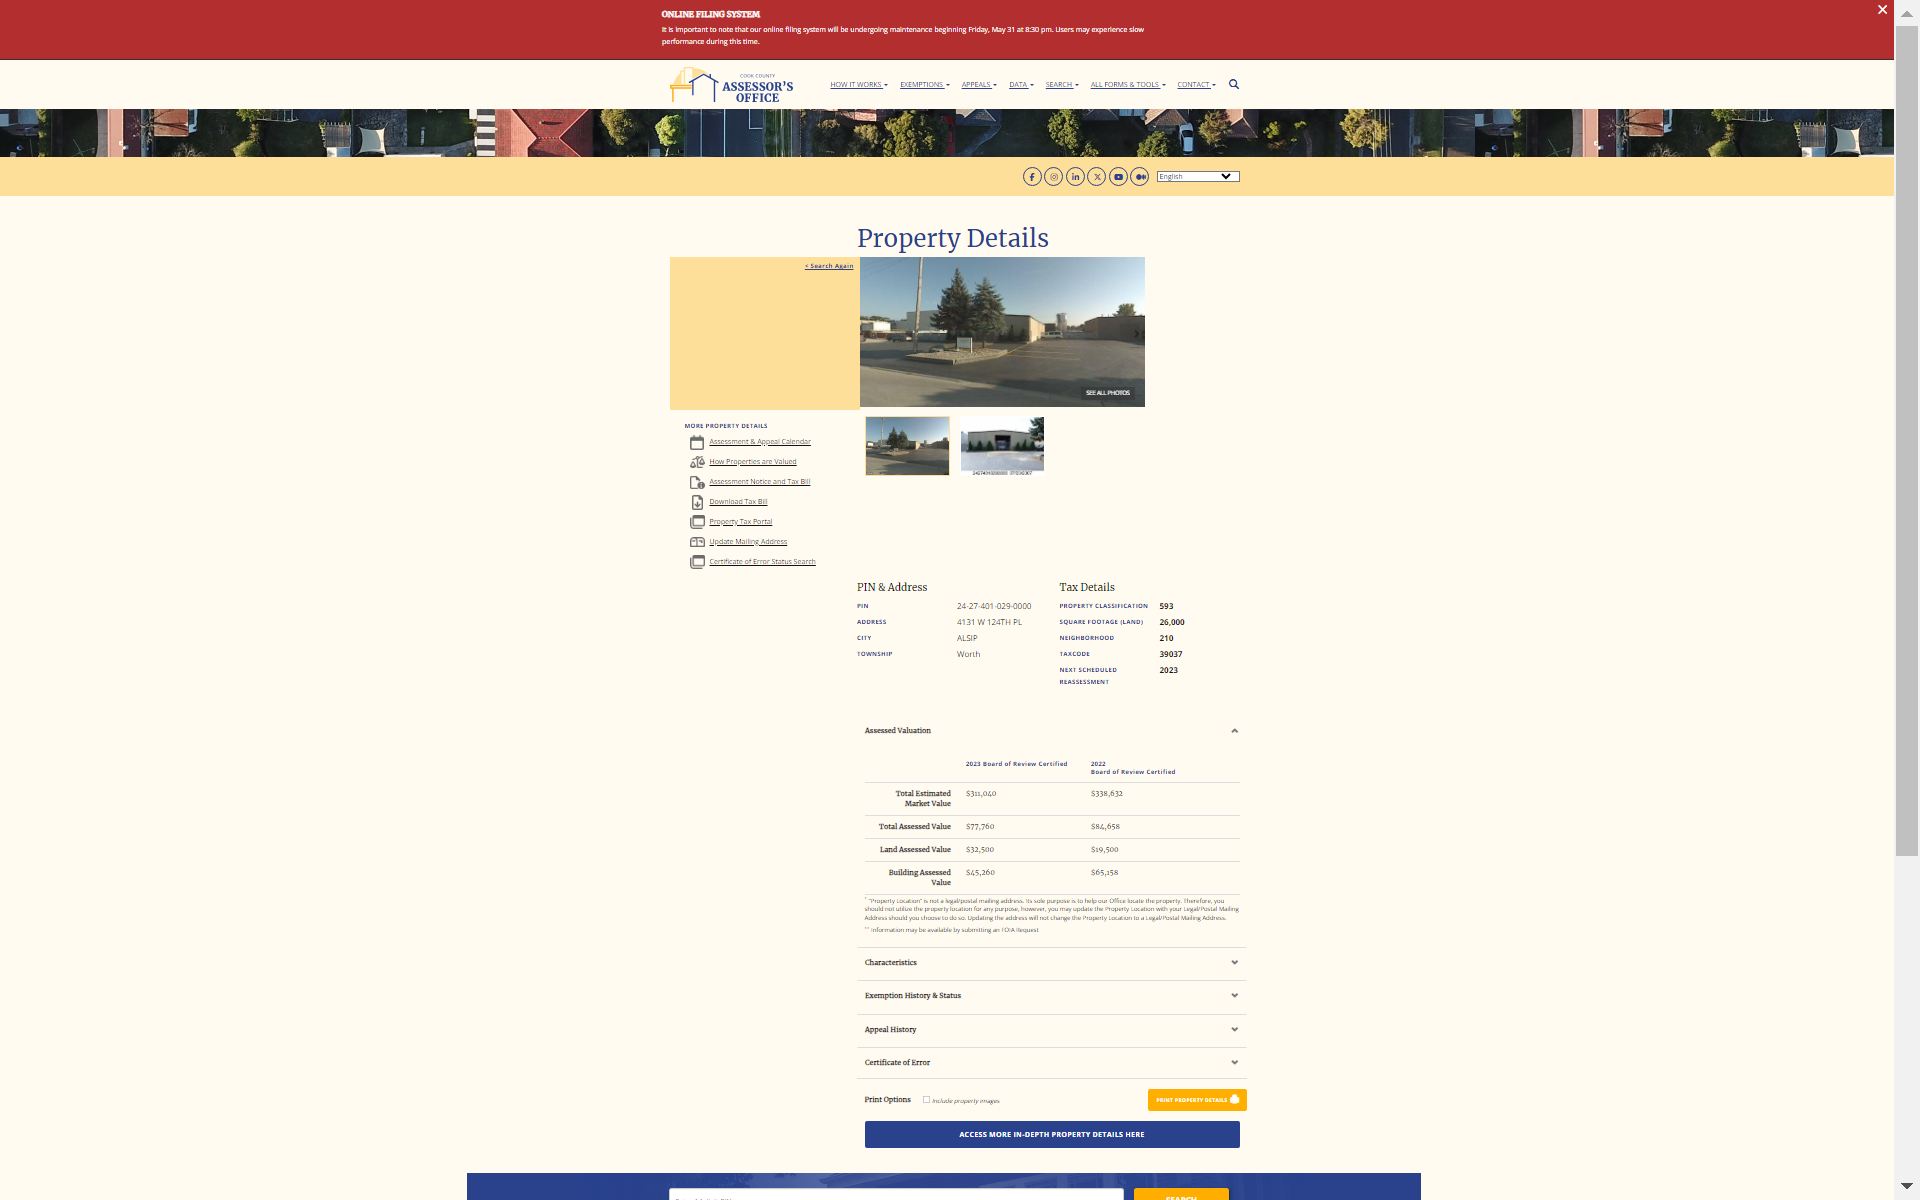 ONLINE FILING SYSTEM
It is important to note that our online filing system will be undergoing maintenance beginning Friday, May 31 at 8:30 pm. Users may experience slow
performance during this time.
COOK COUNTY
ASSESSOR'S
OFFICE
HOW IT WORKS
EXEMPTIONS
APPEALS
DATA
SEARCH
ALL FORMS & TOOLS
CONTACT
English
Property Details
< Search Again
SEE ALL PHOTOS
MORE PROPERTY DETAILS
Assessment & Appeal Calendar
How Properties are Valued
Assessment Notice and Tax Bill
Download Tax Bill
Property Tax Portal
Update Mailing Address
Certificate of Error Status Search
PIN & Address
PIN 24-27-401-029-0000
ADDRESS 4131 W 124TH PL
CITY ALSIP
TOWNSHIP Worth
Tax Details
PROPERTY CLASSIFICATION 593
SQUARE FOOTAGE (LAND) 26,000
NEIGHBORHOOD 210
TAXCODE 39037
NEXT SCHEDULED 2023
REASSESSMENT
Assessed Valuation
2023 Board of Review Certified 2022
Board of Review Certified
Total Estimated $311,040 $338,632
Market Value
Total Assessed Value $77,760 $84,658
Land Assessed Value $32,500 $19,500
Building Assessed $45,260 $65,158
Value
* "Property Location" is not a legal/postal mailing address. Its sole purpose is to help our Office locate the property. Therefore, you
should not utilize the property location for any purpose, however, you may update the Property Location with your Legal/Postal Mailing
Address should you choose to do so. Updating the address will not change the Property Location to a Legal/Postal Mailing Address.
** Information may be available by submitting an FOIA Request
Characteristics
Exemption History & Status
Appeal History
Certificate of Error
Print Options Include property images
PRINT PROPERTY DETAILS
ACCESS MORE IN-DEPTH PROPERTY DETAILS HERE
SEARCH